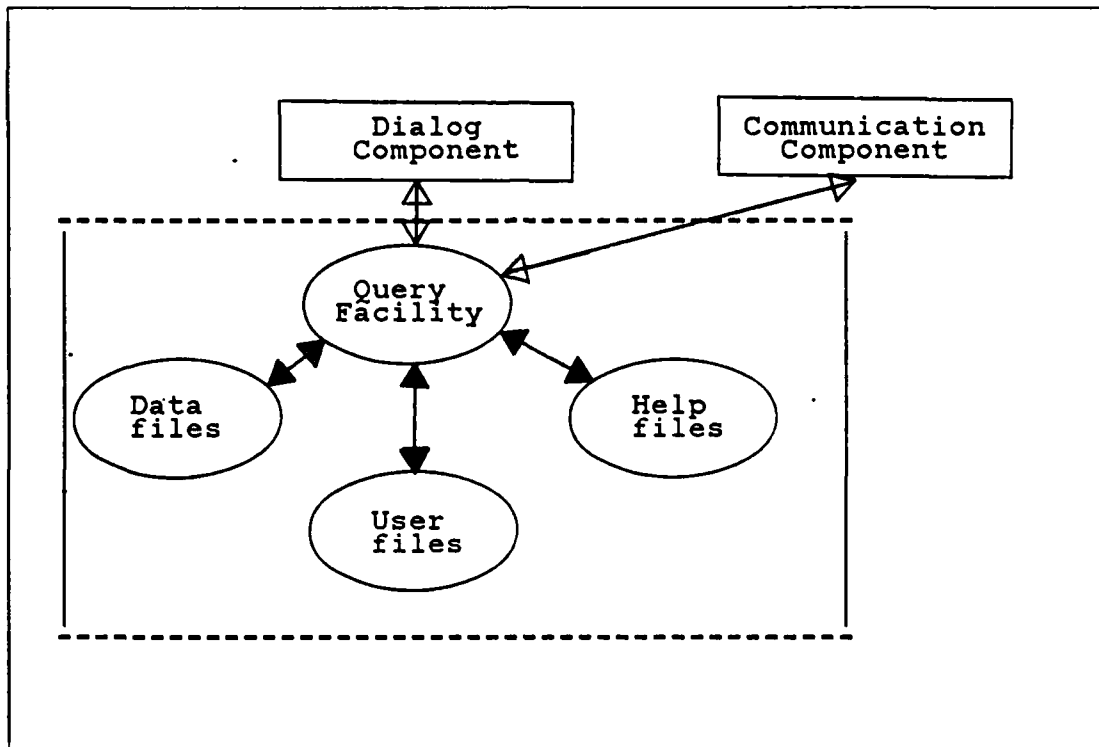 Dialog
Component
Communication
Component
Query
Facility
Data
files
Help
files
User
files